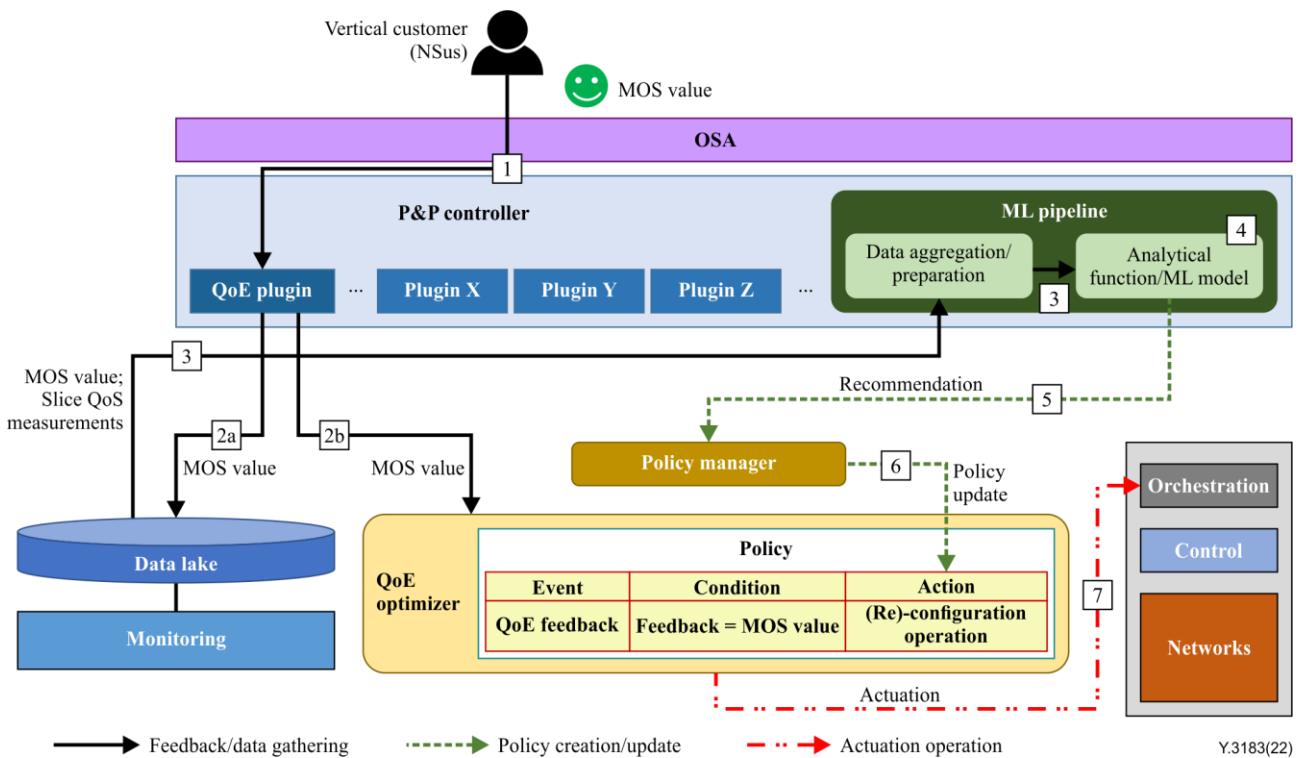 Vertical customer
(NSus)
MOS value
OSA
1
P&P controller
ML pipeline
4
Data aggregation/
preparation
Analytical
function/ML model
3
QoE plugin
...
Plugin X
Plugin Y
Plugin Z
...
3
MOS value;
Slice QoS
measurements
Recommendation
5
2a
2b
MOS value
MOS value
Policy manager
6
Policy
update
Orchestration
Control
Networks
Data lake
Monitoring
QoE
optimizer
Policy
Event
Condition
Action
QoE feedback
Feedback = MOS value
(Re)-configuration
operation
7
Actuation
Feedback/data gathering
Policy creation/update
Actuation operation
Y.3183(22)